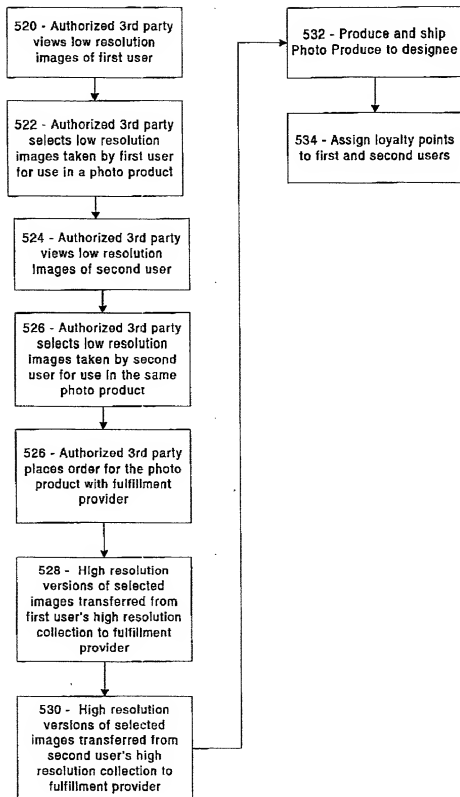 520 - Authorized 3rd party
views low resolution
images of first user
522 - Authorized 3rd party
selects low resolution
images taken by first user
for use in a photo product
524 - Authorized 3rd party
views low resolution
Images of second user
526 - Authorized 3rd party
selects low resolution
images taken by second
user for use in the same
photo product
526 - Authorized 3rd party
places order for the photo
product with fulfillment
provider
528 - High resolution
versions of selected
images transferred from
first user's high resolution
collection to fulfillment
provider
530 - High resolution
versions of selected
images transferred from
second user's high
resolution collection to
fulfillment provider
532 - Produce and ship
Photo Produce to designee
534 - Assign loyalty points
to first and second users